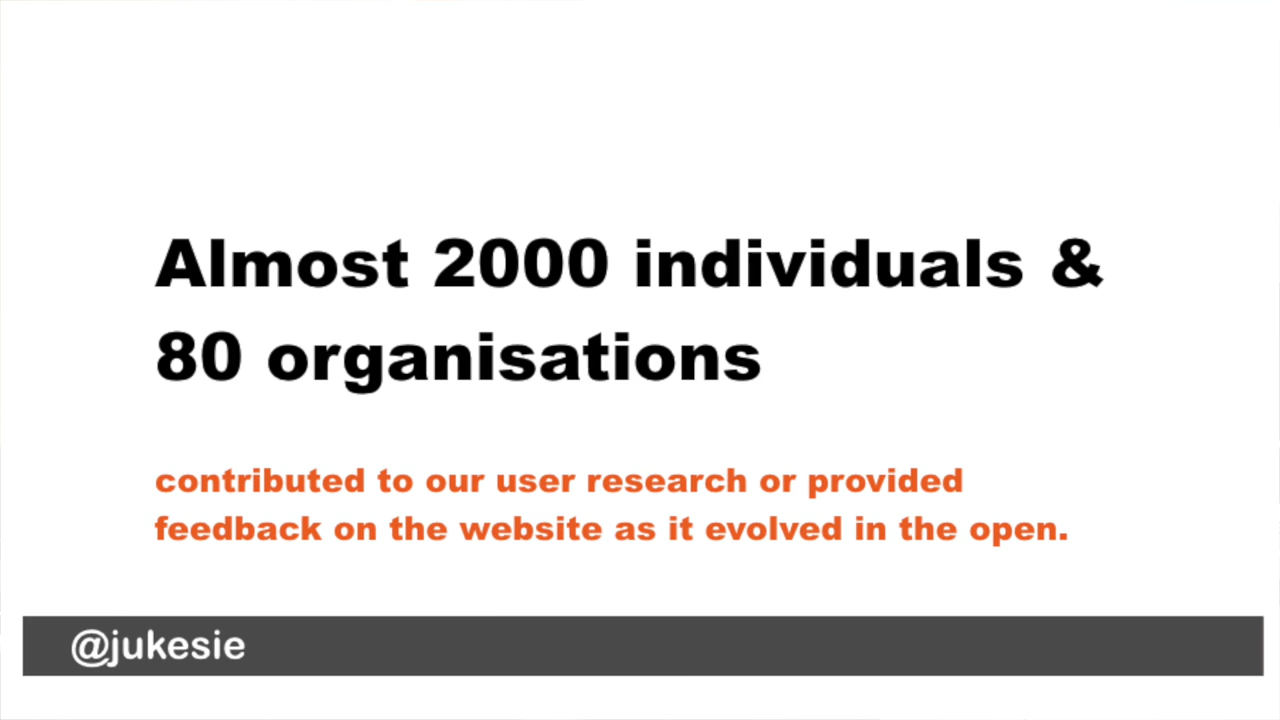 Almost 2000 individuals &
80 organisations
contributed to our user research or provided
feedback on the website as it evolved in the open.
@jukesie